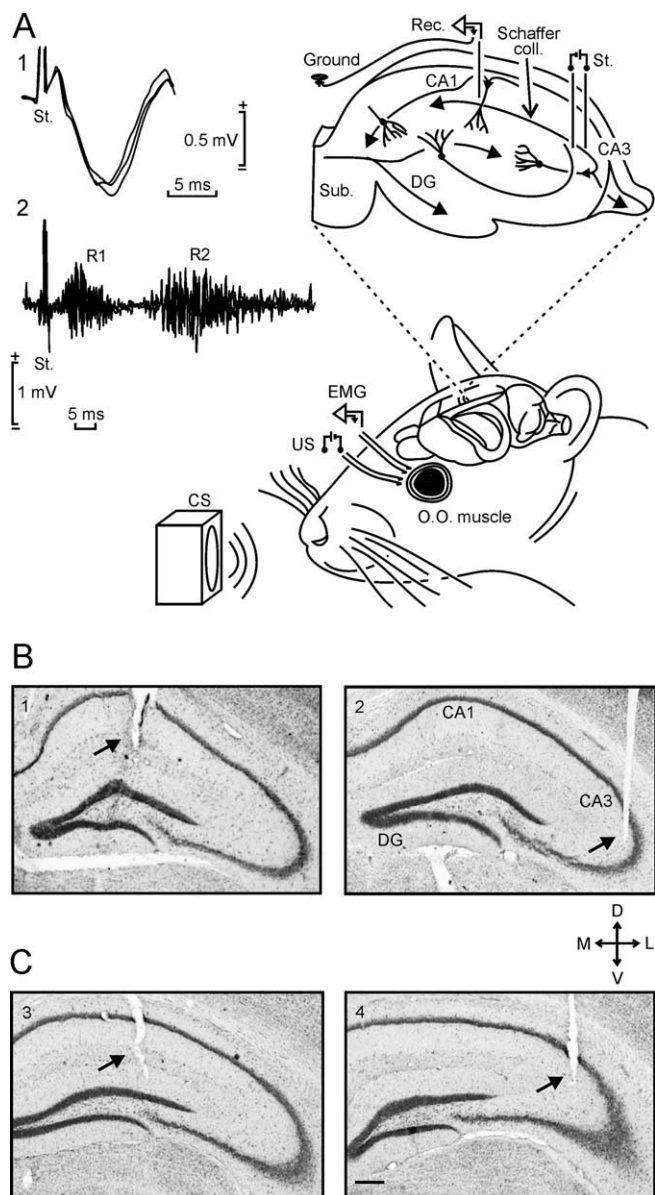 A
1
St.
+
0.5 mV
=
5 ms
2
R1
R2
St.
+
1 mV
=
5 ms
Rec.
Schaffer
coll.
St.
Ground
CA1
CA3
Sub.
DG
EMG
US
CS
O.O. muscle
B
1
2
CA1
CA3
DG
D
M
L
V
C
3
4